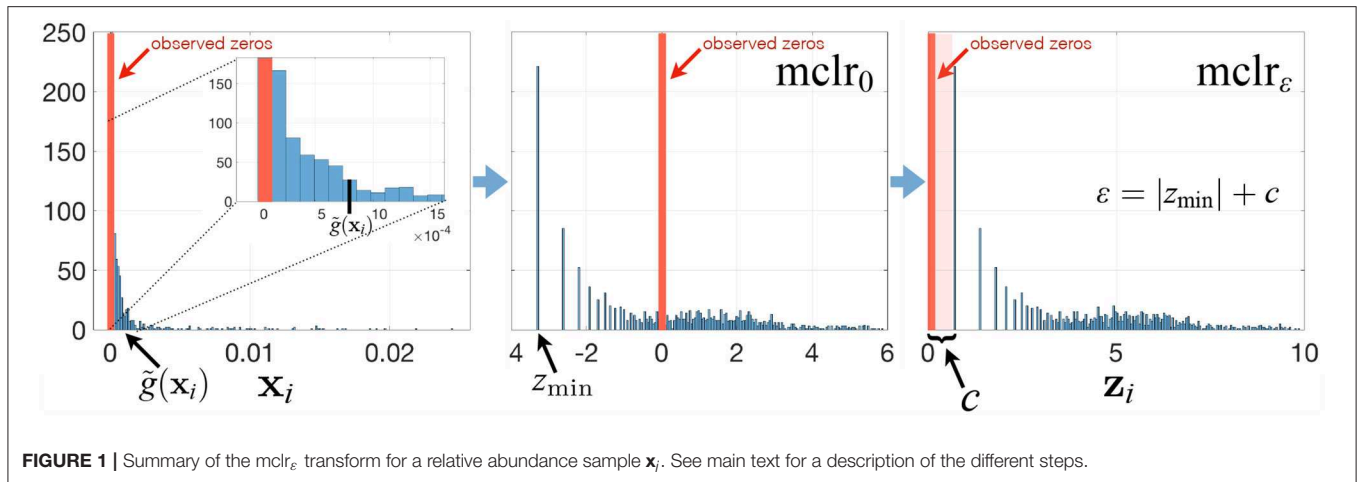 250
200
150
100
50
0
0
0.01
0.02
observed zeros
150
100
50
0
0
5
10
15
×10⁻⁴
g̃(𝐱ᵢ)
g̃(𝐱ᵢ)
𝐱ᵢ
observed zeros
mclr₀
4
-2
0
2
4
6
z_min
observed zeros
mclr_ε
ε = |z_min| + c
0
5
10
c
𝐳ᵢ
FIGURE 1 | Summary of the mclr_ε transform for a relative abundance sample 𝐱ᵢ. See main text for a description of the different steps.